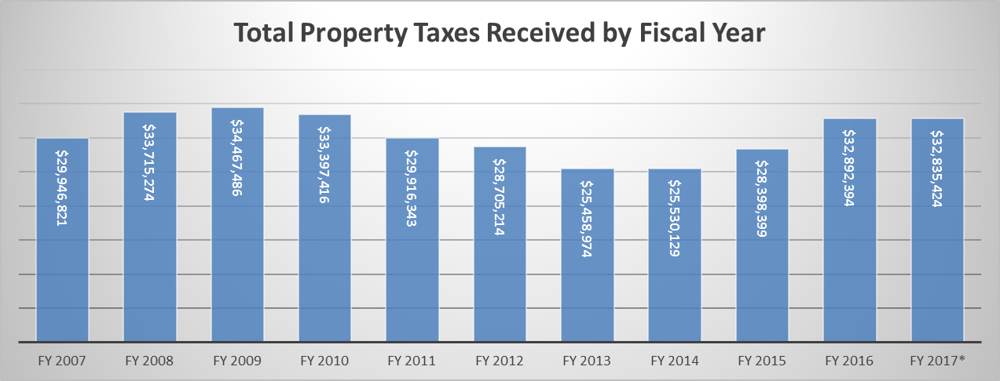 Total Property Taxes Received by Fiscal Year
$29,946,821
$33,715,274
$34,467,486
$33,397,416
$29,916,343
$28,705,214
$25,458,974
$25,530,129
$28,398,399
$32,892,394
$32,835,424
FY 2007
FY 2008
FY 2009
FY 2010
FY 2011
FY 2012
FY 2013
FY 2014
FY 2015
FY 2016
FY 2017*